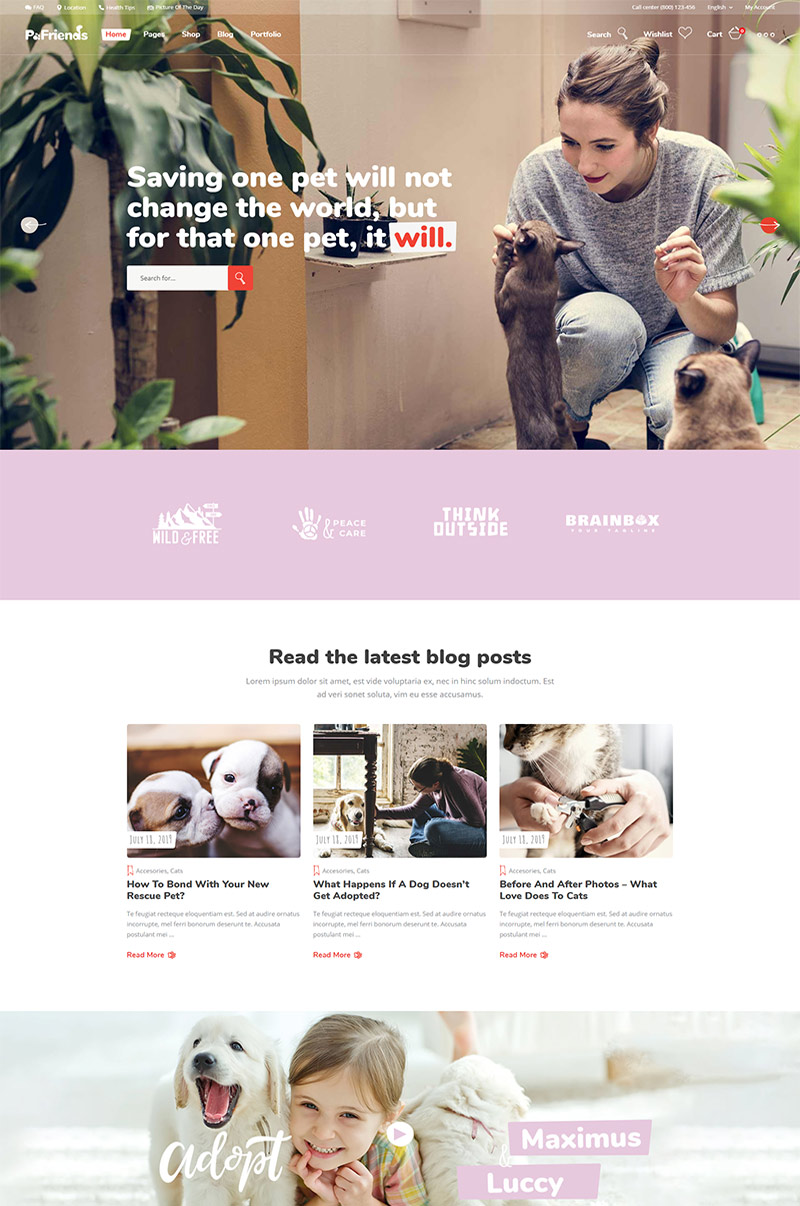 FAQ Location Health Tips Picture Of The Day Call center (800) 123-456 English My Account
PawFriends Home Pages Shop Blog Portfolio Search Wishlist Cart
Saving one pet will not
change the world, but
for that one pet, it will.
Search for...
WILD & FREE
PEACE
& CARE
THINK
OUTSIDE
BRAINBOX
YOUR TAGLINE
Read the latest blog posts
Lorem ipsum dolor sit amet, est vide voluptaria ex, nec in hinc solum indoctum. Est
ad veri sonet soluta, vim eu esse accusamus.
JULY 18, 2019
Accesories, Cats
How To Bond With Your New
Rescue Pet?
Te feugiat recteque eloquentiam est. Sed at audire ornatus
incorrupte, mel ferri bonorum deserunt te. Accusata
postulant mei ...
Read More
JULY 18, 2019
Accesories, Cats
What Happens If A Dog Doesn't
Get Adopted?
Te feugiat recteque eloquentiam est. Sed at audire ornatus
incorrupte, mel ferri bonorum deserunt te. Accusata
postulant mei ...
Read More
JULY 18, 2019
Accesories, Cats
Before And After Photos – What
Love Does To Cats
Te feugiat recteque eloquentiam est. Sed at audire ornatus
incorrupte, mel ferri bonorum deserunt te. Accusata
postulant mei ...
Read More
adopt
Maximus
& Luccy